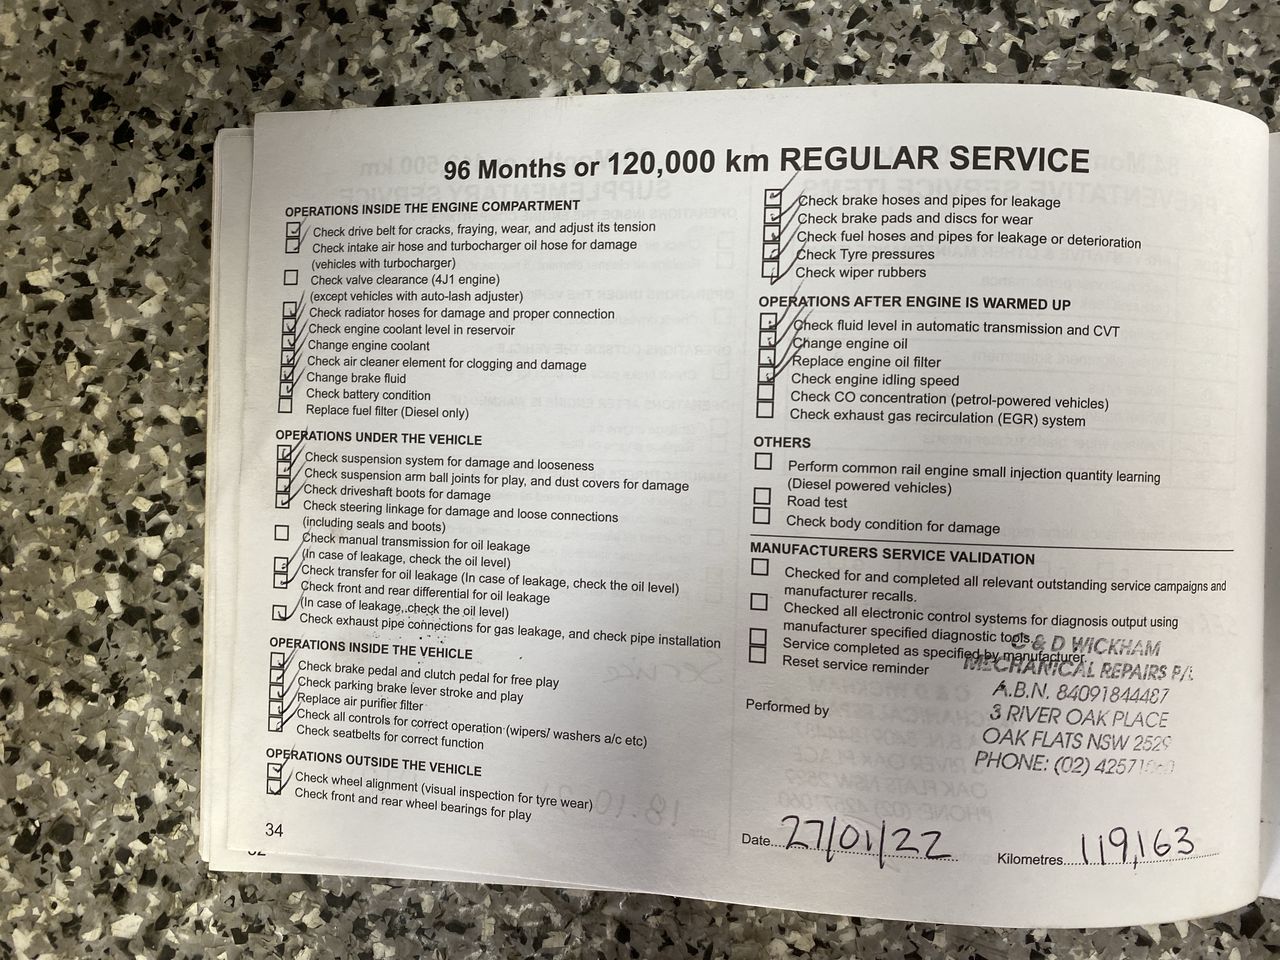 96 Months or 120,000 km REGULAR SERVICE
OPERATIONS INSIDE THE ENGINE COMPARTMENT
Check drive belt for cracks, fraying, wear, and adjust its tension
Check intake air hose and turbocharger oil hose for damage
(vehicles with turbocharger)
Check valve clearance (4J1 engine)
(except vehicles with auto-lash adjuster)
Check radiator hoses for damage and proper connection
Check engine coolant level in reservoir
Change engine coolant
Check air cleaner element for clogging and damage
Change brake fluid
Check battery condition
Replace fuel filter (Diesel only)
OPERATIONS UNDER THE VEHICLE
Check suspension system for damage and looseness
Check suspension arm ball joints for play, and dust covers for damage
Check driveshaft boots for damage
Check steering linkage for damage and loose connections
(including seals and boots)
Check manual transmission for oil leakage
(In case of leakage, check the oil level)
Check transfer for oil leakage (In case of leakage, check the oil level)
Check front and rear differential for oil leakage
(In case of leakage, check the oil level)
Check exhaust pipe connections for gas leakage, and check pipe installation
OPERATIONS INSIDE THE VEHICLE
Check brake pedal and clutch pedal for free play
Check parking brake lever stroke and play
Replace air purifier filter
Check all controls for correct operation (wipers/ washers a/c etc)
Check seatbelts for correct function
OPERATIONS OUTSIDE THE VEHICLE
Check wheel alignment (visual inspection for tyre wear)
Check front and rear wheel bearings for play
34
Check brake hoses and pipes for leakage
Check brake pads and discs for wear
Check fuel hoses and pipes for leakage or deterioration
Check Tyre pressures
Check wiper rubbers
OPERATIONS AFTER ENGINE IS WARMED UP
Check fluid level in automatic transmission and CVT
Change engine oil
Replace engine oil filter
Check engine idling speed
Check CO concentration (petrol-powered vehicles)
Check exhaust gas recirculation (EGR) system
OTHERS
Perform common rail engine small injection quantity learning
(Diesel powered vehicles)
Road test
Check body condition for damage
MANUFACTURERS SERVICE VALIDATION
Checked for and completed all relevant outstanding service campaigns and
manufacturer recalls.
Checked all electronic control systems for diagnosis output using
manufacturer specified diagnostic tools.
Service completed as specified by manufacturer
Reset service reminder
Performed by
& D WICKHAM
MECHANICAL REPAIRS P/L
A.B.N. 84091844487
3 RIVER OAK PLACE
OAK FLATS NSW 2529
PHONE: (02) 42571
Date 27/01/22 Kilometres 119,163